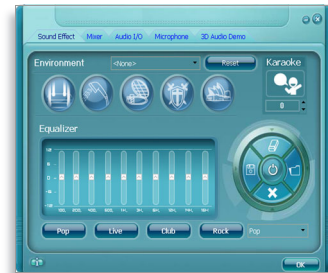 Sound Effect Mixer Audio I/O Microphone 3D Audio Demo
Environment <None> Reset Karaoke
0
Equalizer
Pop Live Club Rock Pop
OK